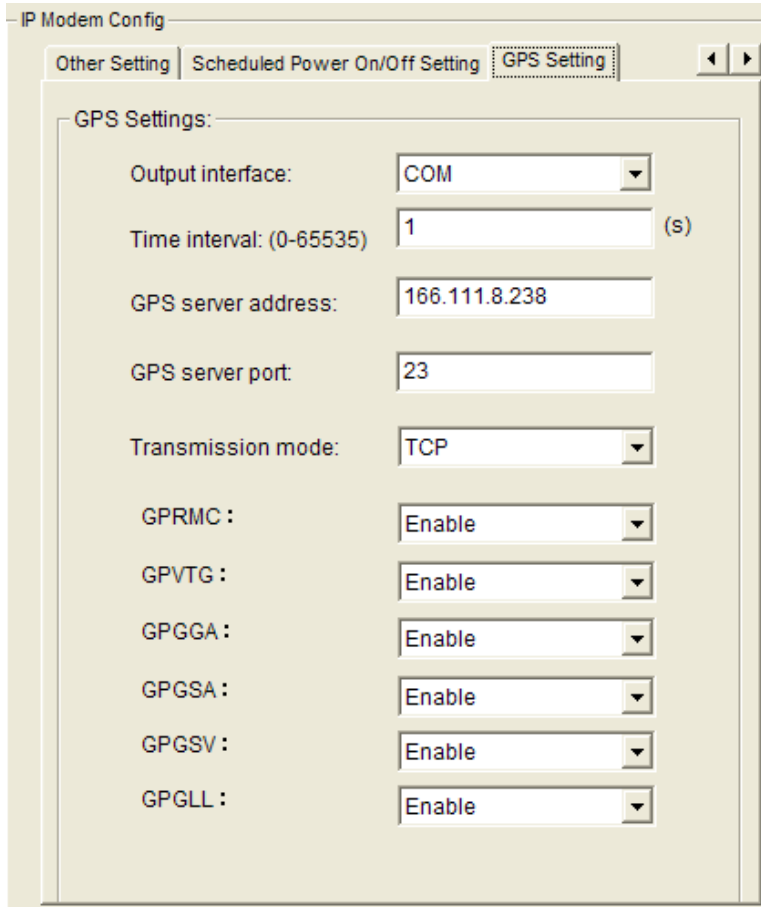 IP Modem Config
Other Setting Scheduled Power On/Off Setting GPS Setting
GPS Settings:
Output interface: COM
Time interval: (0-65535) 1 (s)
GPS server address: 166.111.8.238
GPS server port: 23
Transmission mode: TCP
GPRMC： Enable
GPVTG： Enable
GPGGA： Enable
GPGSA： Enable
GPGSV： Enable
GPGLL： Enable